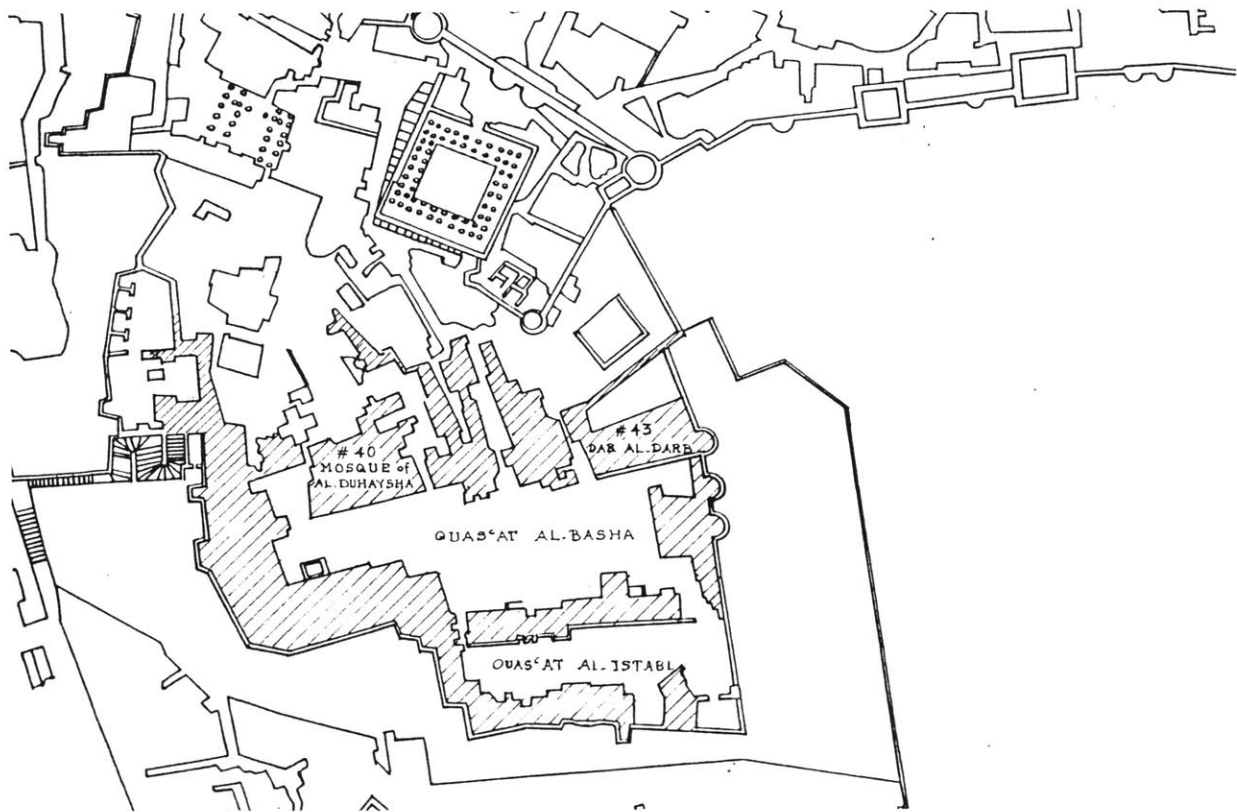 #43
DAR AL-DARB
#40
MOSQUE of
AL-DUHAYSHA
QUASᶜAT AL-BASHA
QUASᶜAT AL-ISTABL